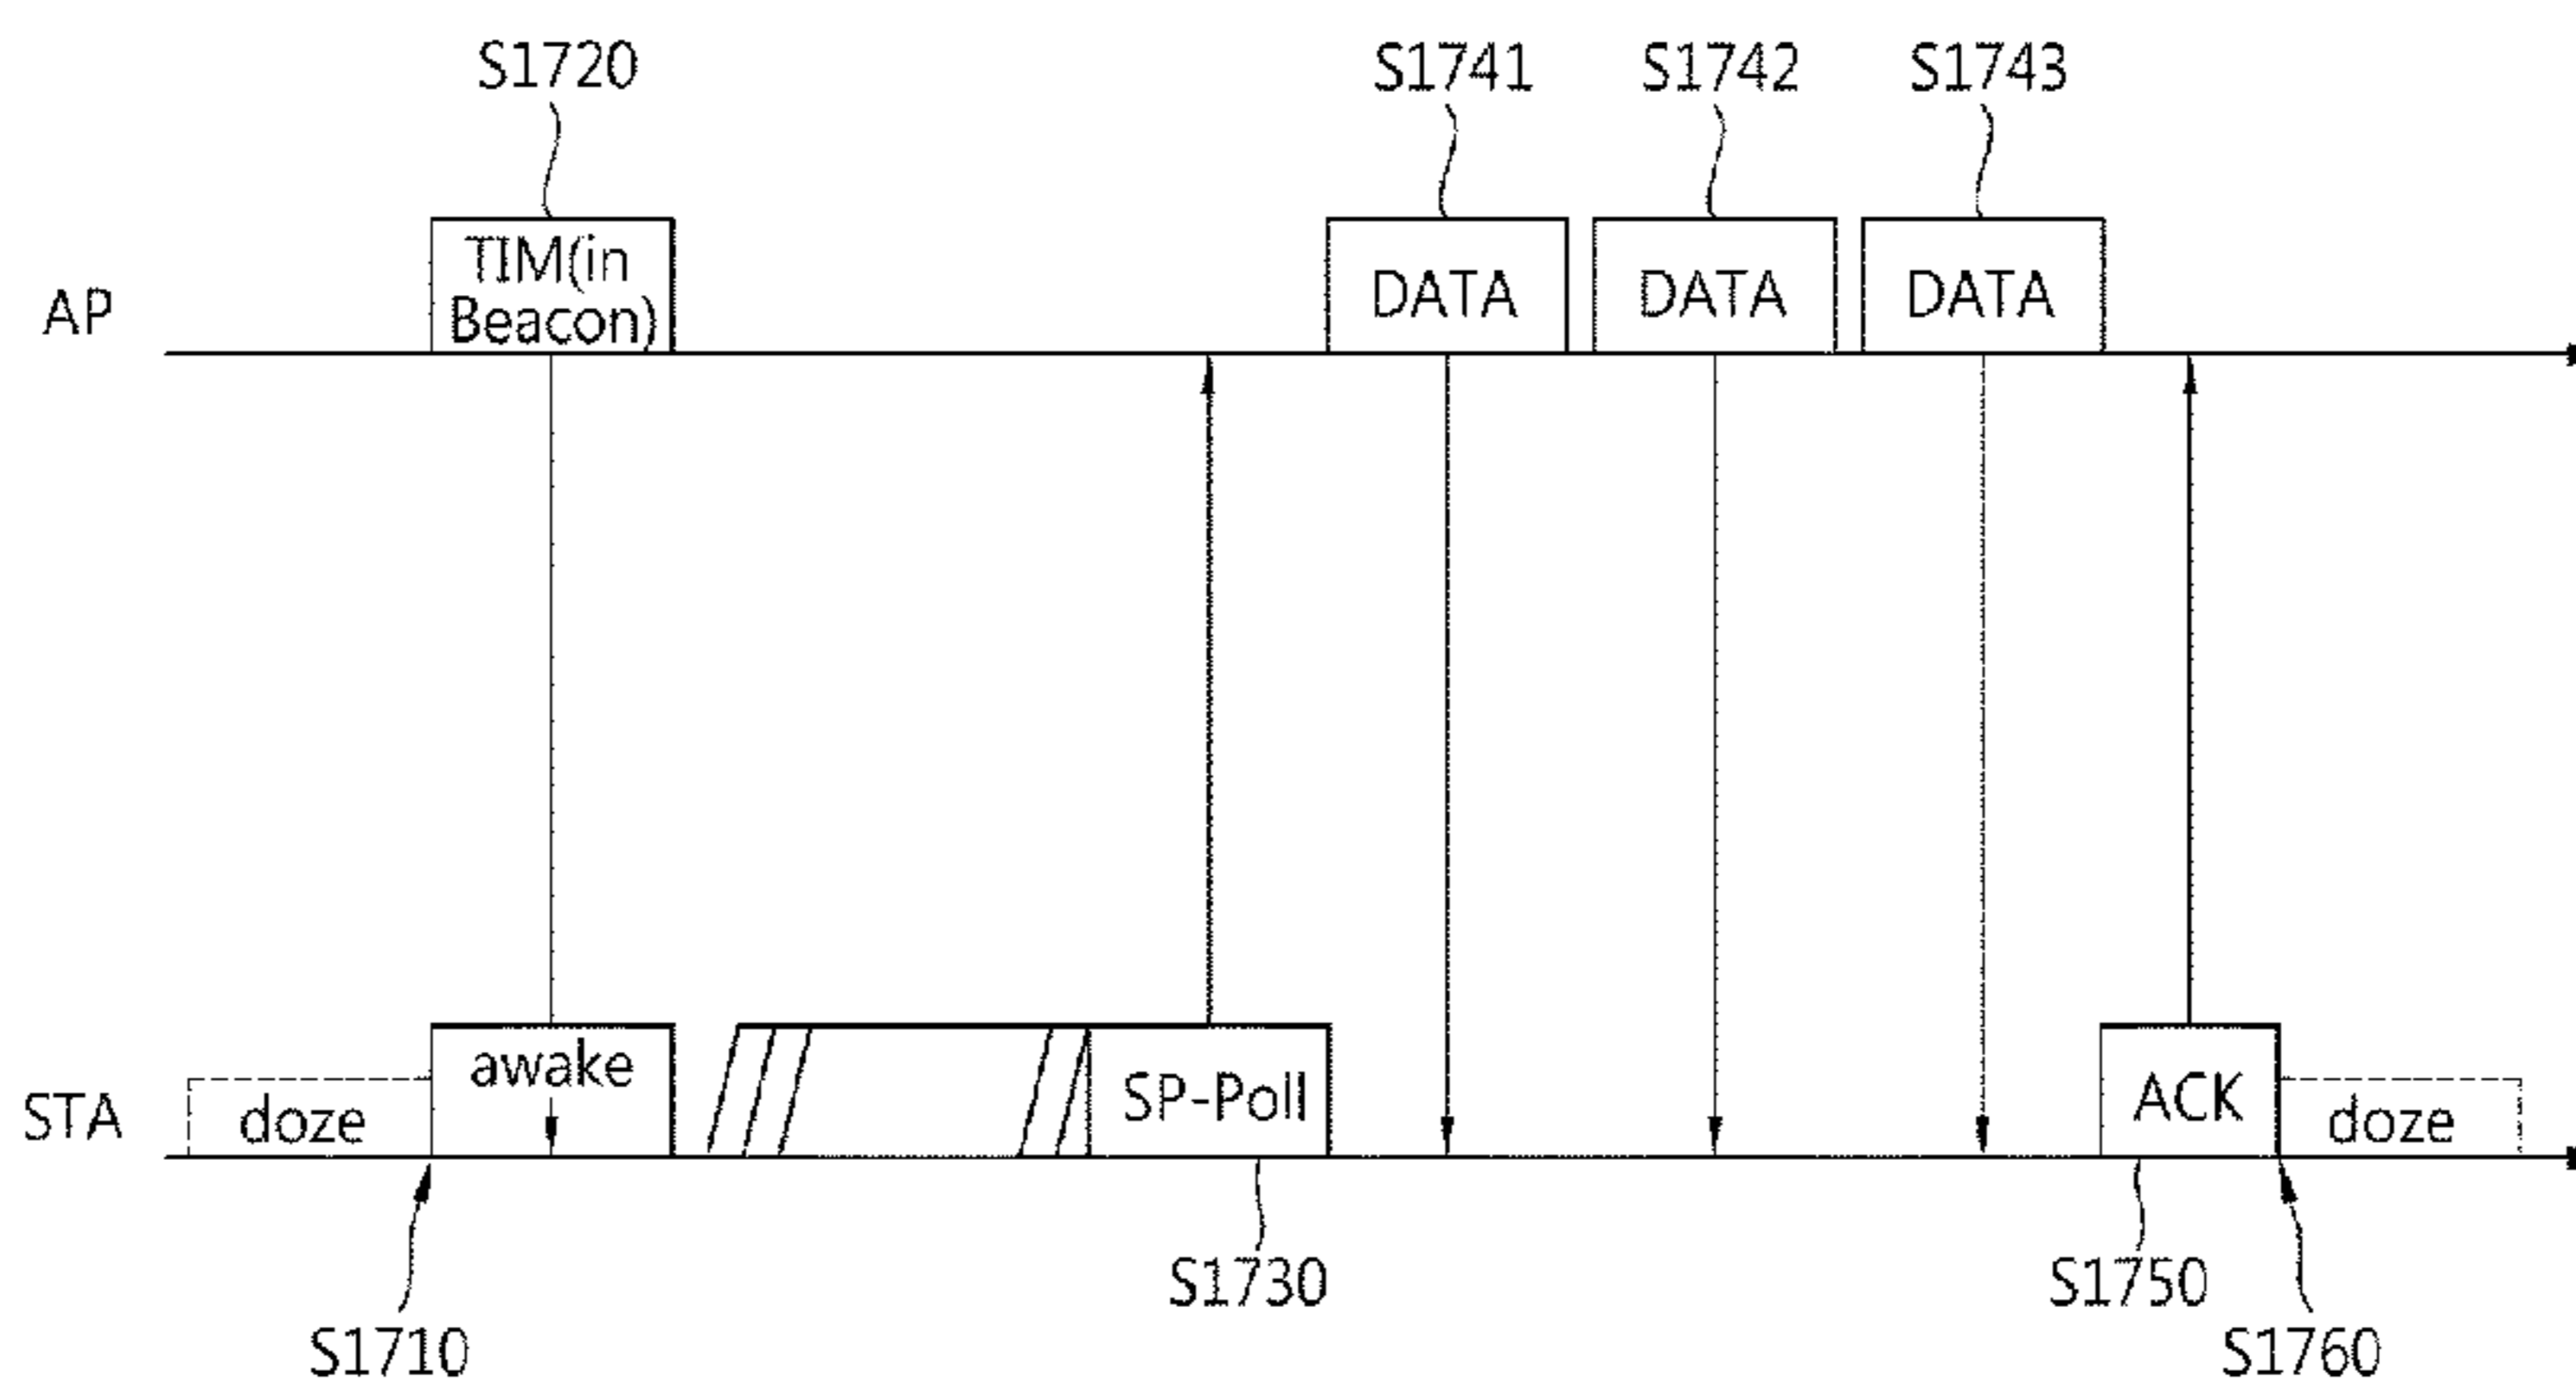 S1720
S1741
S1742
S1743
AP
TIM(in
Beacon)
DATA
DATA
DATA
STA
doze
awake
SP-Poll
ACK
doze
S1710
S1730
S1750
S1760